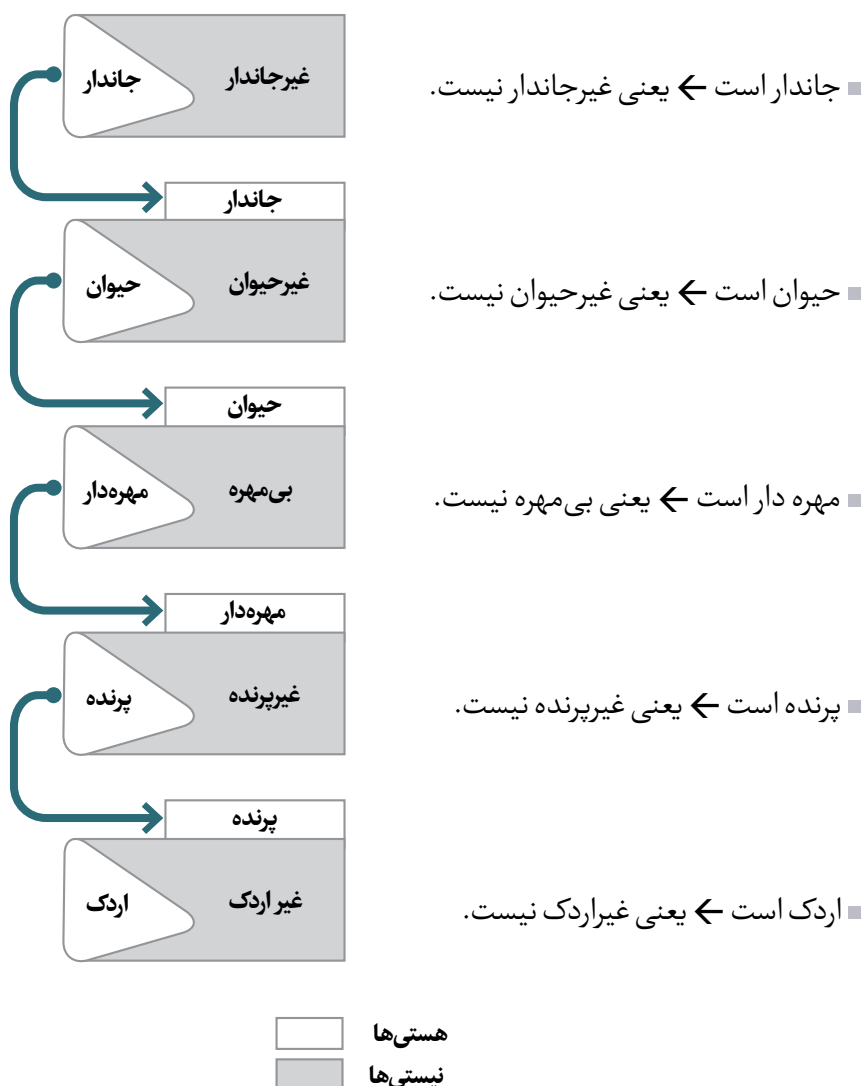 جاندار است ← یعنی غیرجاندار نیست.
غیرجاندار
جاندار
جاندار
حیوان است ← یعنی غیرحیوان نیست.
غیرحیوان
حیوان
حیوان
مهره دار است ← یعنی بی‌مهره نیست.
بی‌مهره
مهره‌دار
مهره‌دار
پرنده است ← یعنی غیرپرنده نیست.
غیرپرنده
پرنده
پرنده
اردک است ← یعنی غیراردک نیست.
غیر اردک
اردک
هستی‌ها
نیستی‌ها